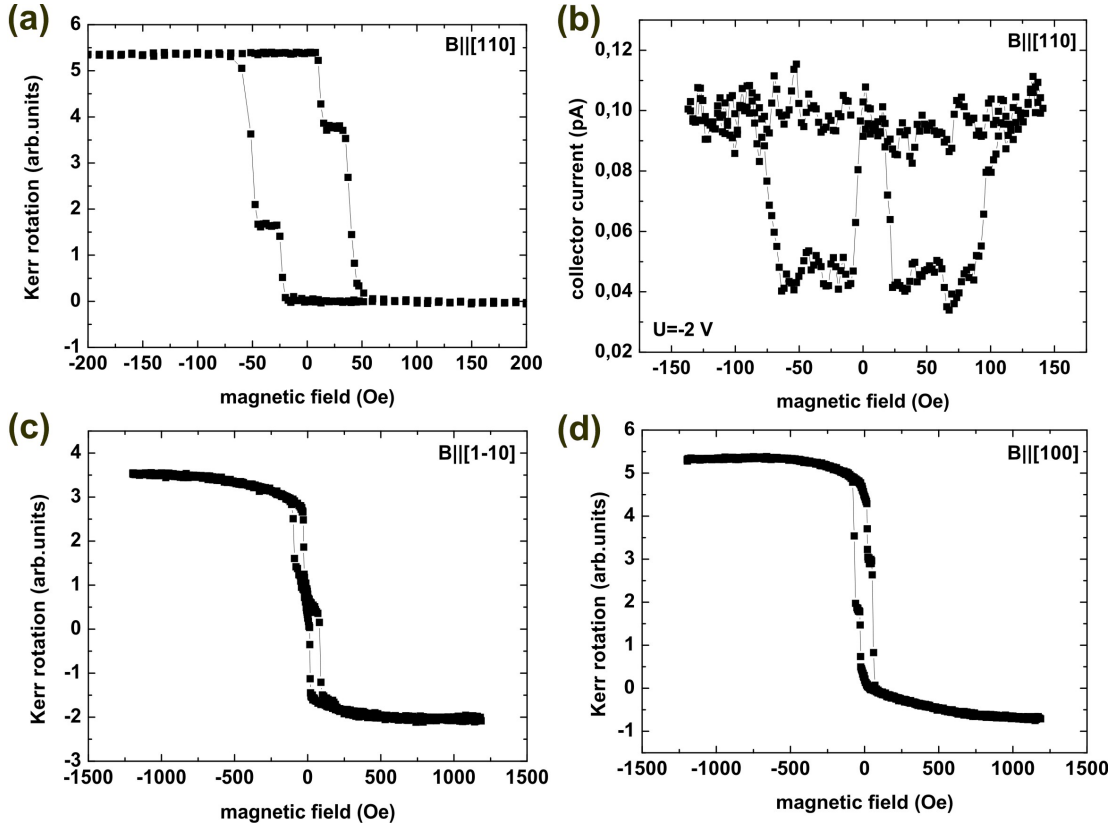 (a)
B||[110]
Kerr rotation (arb.units)
6
5
4
3
2
1
0
-1
-200 -150 -100 -50 0 50 100 150 200
magnetic field (Oe)
(b)
B||[110]
collector current (pA)
0,12
0,10
0,08
0,06
0,04
0,02
U=-2 V
-150 -100 -50 0 50 100 150
magnetic field (Oe)
(c)
B||[1-10]
Kerr rotation (arb.units)
4
3
2
1
0
-1
-2
-3
-1500 -1000 -500 0 500 1000 1500
magnetic field (Oe)
(d)
B||[100]
Kerr rotation (arb.units)
6
5
4
3
2
1
0
-1
-1500 -1000 -500 0 500 1000 1500
magnetic field (Oe)